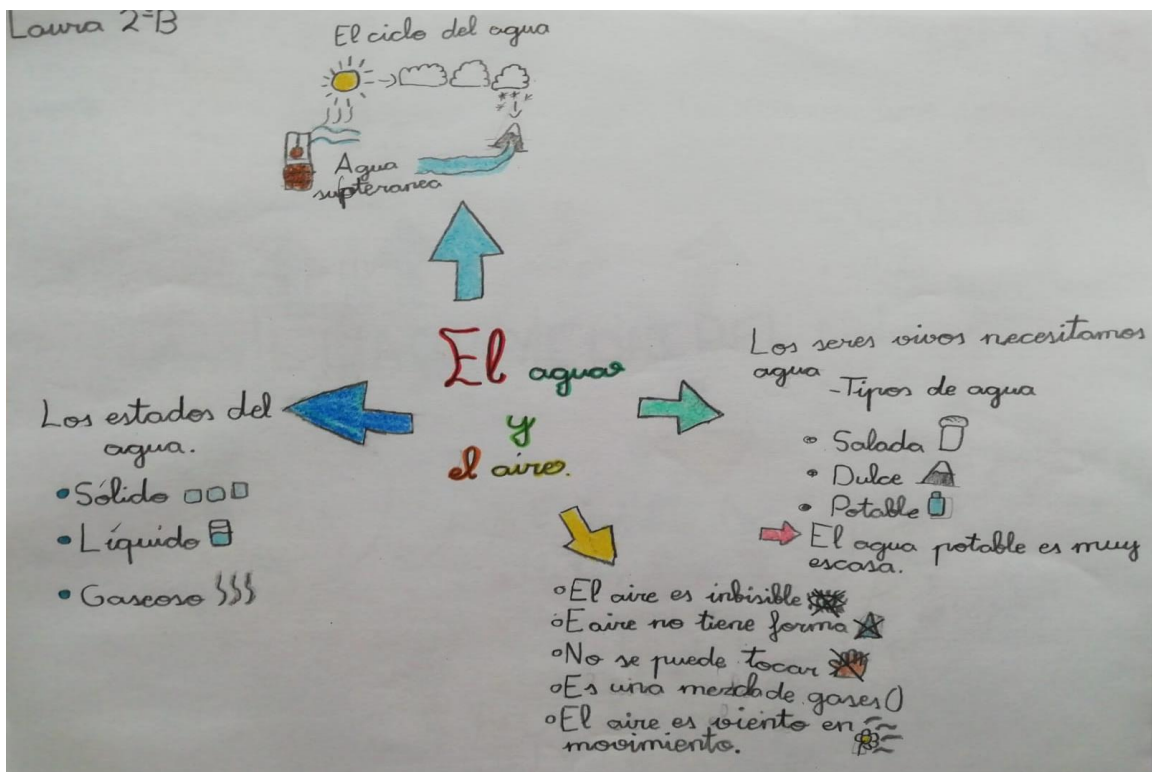 Laura 2ºB
El ciclo del agua
Agua
supteranea
El agua
y
el aire.
Los estados del
agua.
• Sólido
• Líquido
• Gaseoso
Los seres vivos necesitamos
agua
-Tipos de agua
• Salada
• Dulce
• Potable
El agua potable es muy
escasa.
El aire es inbisible
E aire no tiene forma
No se puede tocar
Es una mezcla de gases ()
El aire es viento en
movimiento.